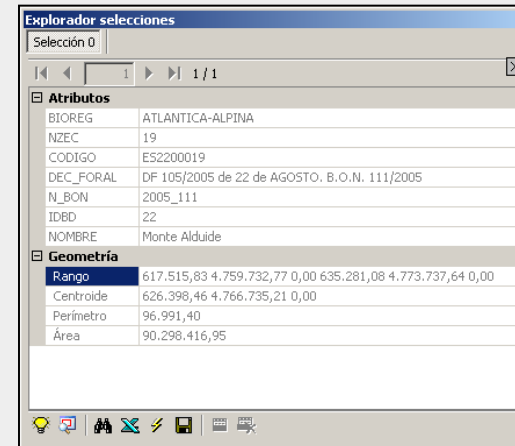 Explorador selecciones
Selección 0
1 1 / 1
Atributos
BIOREG ATLANTICA-ALPINA
NZEC 19
CODIGO ES2200019
DEC_FORAL DF 105/2005 de 22 de AGOSTO. B.O.N. 111/2005
N_BON 2005_111
IDBD 22
NOMBRE Monte Alduide
Geometría
Rango 617.515,83 4.759.732,77 0,00 635.281,08 4.773.737,64 0,00
Centroide 626.398,46 4.766.735,21 0,00
Perímetro 96.991,40
Área 90.298.416,95